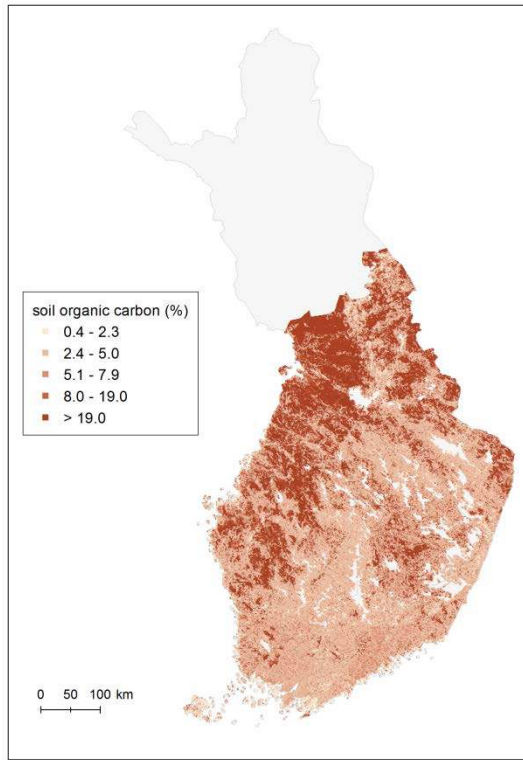 soil organic carbon (%)
0.4 - 2.3
2.4 - 5.0
5.1 - 7.9
8.0 - 19.0
> 19.0
0 50 100 km